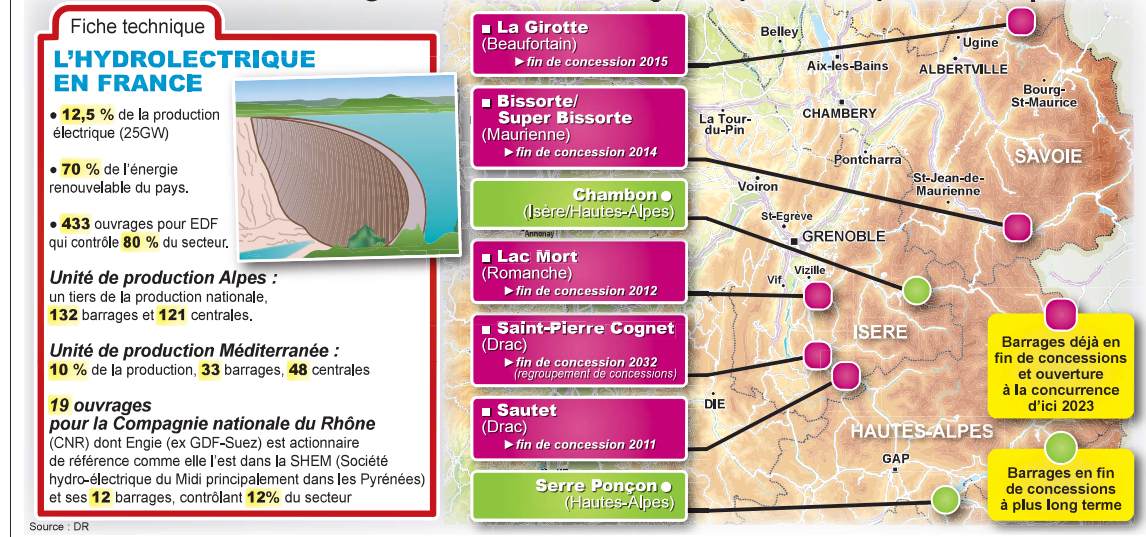 Fiche technique
L'HYDROLECTRIQUE
EN FRANCE
• 12,5 % de la production
électrique (25GW)
• 70 % de l'énergie
renouvelable du pays.
• 433 ouvrages pour EDF
qui contrôle 80 % du secteur.
Unité de production Alpes :
un tiers de la production nationale,
132 barrages et 121 centrales.
Unité de production Méditerranée :
10 % de la production, 33 barrages, 48 centrales
19 ouvrages
pour la Compagnie nationale du Rhône
(CNR) dont Engie (ex GDF-Suez) est actionnaire
de référence comme elle l'est dans la SHEM (Société
hydro-électrique du Midi principalement dans les Pyrénées)
et ses 12 barrages, contrôlant 12% du secteur
Source : DR
■ La Girotte
(Beaufortain)
►fin de concession 2015
■ Bissorte/
Super Bissorte
(Maurienne)
►fin de concession 2014
Chambon ●
(Isère/Hautes-Alpes)
Annonay
■ Lac Mort
(Romanche)
►fin de concession 2012
■ Saint-Pierre Cognet
(Drac)
►fin de concession 2032
(regroupement de concessions)
■ Sautet
(Drac)
►fin de concession 2011
Serre Ponçon ●
(Hautes-Alpes)
Belley
Ugine
Aix-les-Bains
ALBERTVILLE
Bourg-
St-Maurice
CHAMBERY
La Tour-
du-Pin
Pontcharra
SAVOIE
St-Jean-de-
Maurienne
Voiron
St-Egrève
GRENOBLE
Vif
Vizille
ISERE
DIE
HAUTES-ALPES
GAP
Barrages déjà en
fin de concessions
et ouverture
à la concurrence
d'ici 2023
Barrages en fin
de concessions
à plus long terme